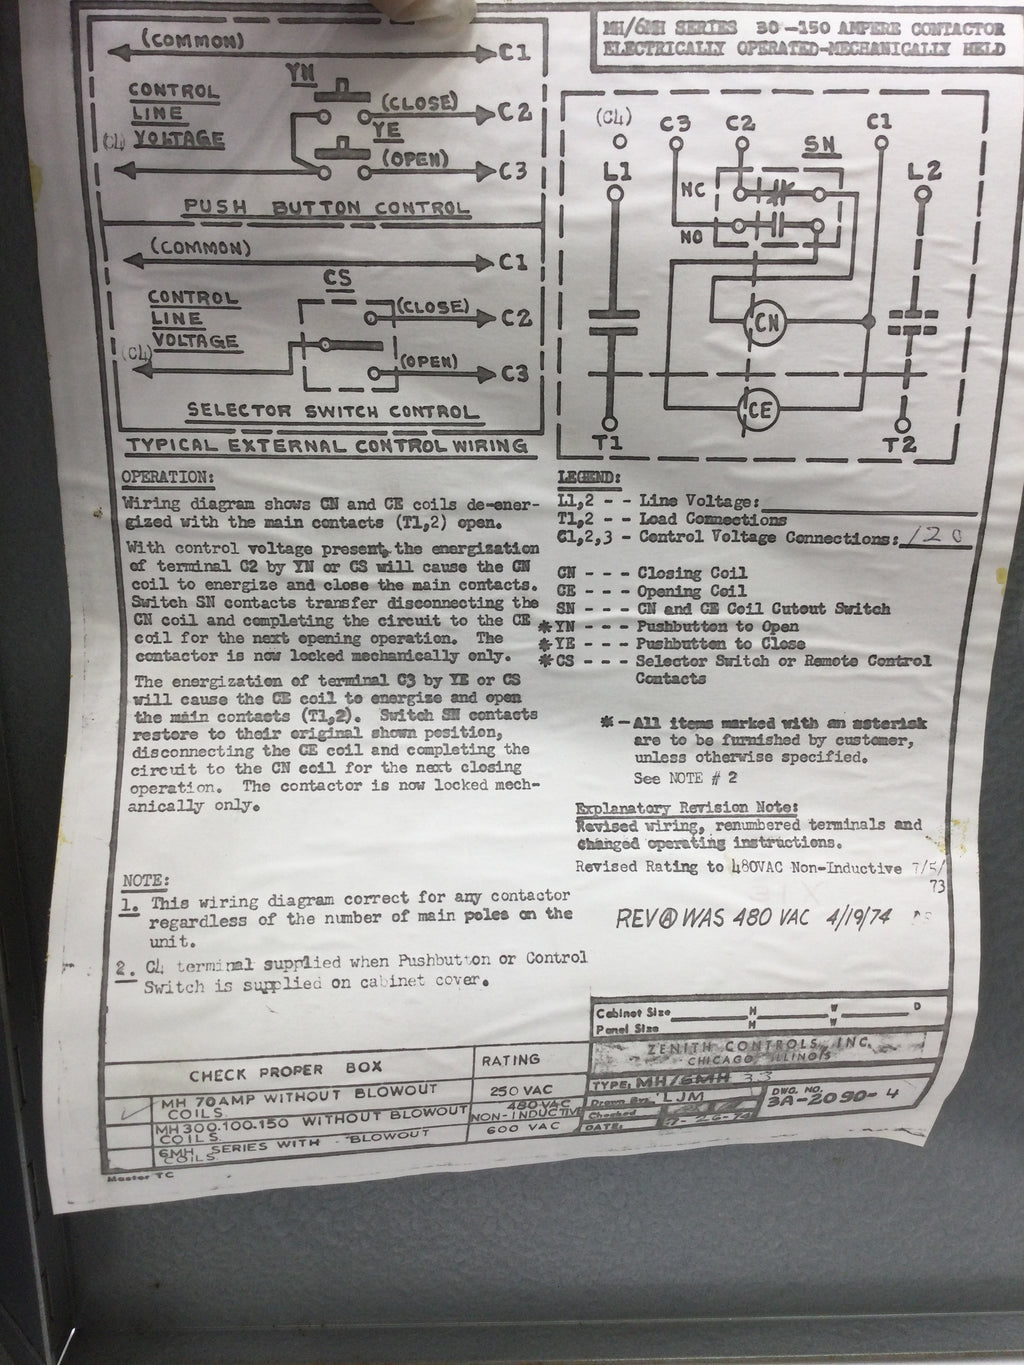 MH/6MH SERIES 30-150 AMPERE CONTACTOR
ELECTRICALLY OPERATED-MECHANICALLY HELD
(COMMON) C1
YN
CONTROL
LINE
VOLTAGE
(C4)
(CLOSE) C2
YE
(OPEN) C3
PUSH BUTTON CONTROL
(COMMON) C1
CS
CONTROL
LINE
VOLTAGE
(C4)
(CLOSE) C2
(OPEN) C3
SELECTOR SWITCH CONTROL
TYPICAL EXTERNAL CONTROL WIRING
(C4) C3 C2 C1
SN
L1 NC L2
NO
CN
CE
T1 T2
OPERATION:
Wiring diagram shows CN and CE coils de-ener-
gized with the main contacts (T1,2) open.
With control voltage present, the energization
of terminal C2 by YN or CS will cause the CN
coil to energize and close the main contacts.
Switch SN contacts transfer disconnecting the
CN coil and completing the circuit to the CE
coil for the next opening operation. The
contactor is now locked mechanically only.
The energization of terminal C3 by YE or CS
will cause the CE coil to energize and open
the main contacts (T1,2). Switch SN contacts
restore to their original shown position,
disconnecting the CE coil and completing the
circuit to the CN coil for the next closing
operation. The contactor is now locked mech-
anically only.
LEGEND:
L1,2 - - Line Voltage:
T1,2 - - Load Connections
C1,2,3 - Control Voltage Connections: 120
CN - - - Closing Coil
CE - - - Opening Coil
SN - - - CN and CE Coil Cutout Switch
*YN - - - Pushbutton to Open
*YE - - - Pushbutton to Close
*CS - - - Selector Switch or Remote Control
Contacts
* - All items marked with an asterisk
are to be furnished by customer,
unless otherwise specified.
See NOTE # 2
Explanatory Revision Note:
Revised wiring, renumbered terminals and
changed operating instructions.
Revised Rating to 480VAC Non-Inductive 7/5/
73
REV A WAS 480 VAC 4/19/74
NOTE:
1. This wiring diagram correct for any contactor
regardless of the number of main poles on the
unit.
2. C4 terminal supplied when Pushbutton or Control
Switch is supplied on cabinet cover.
Cabinet Size H W D
Panel Size H W
ZENITH CONTROLS, INC.
CHICAGO ILLINOIS
TYPE: MH/6MH 33
Drawn By: LJM
Checked
DATE:
DWG. NO.
3A-2090-4
CHECK PROPER BOX RATING
MH 70 AMP WITHOUT BLOWOUT
COILS
250 VAC
MH 300.100.150 WITHOUT BLOWOUT
COILS
480 VAC
NON-INDUCTIVE
6MH SERIES WITH BLOWOUT
COILS
600 VAC
Master TC